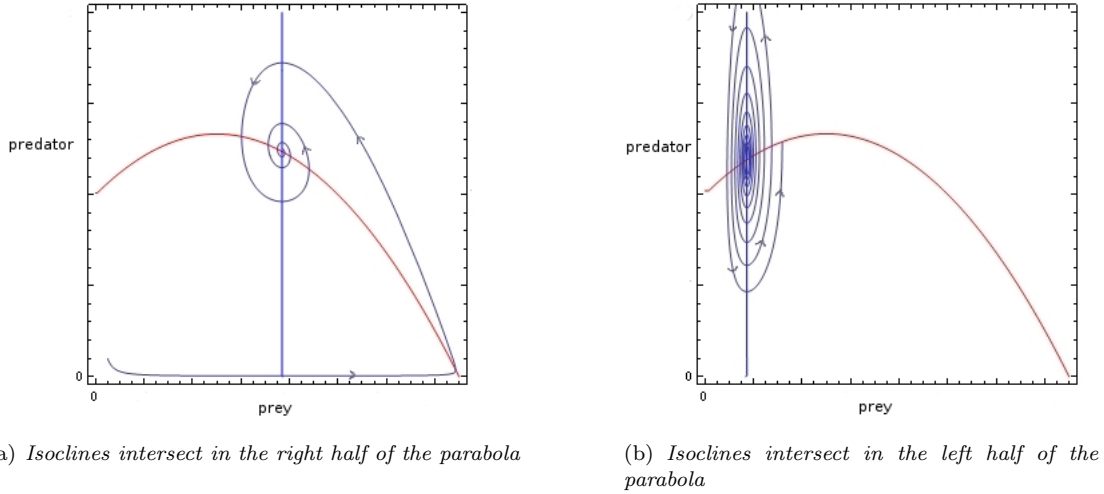 predator
0
0
prey
a) Isoclines intersect in the right half of the parabola
predator
0
0
prey
(b) Isoclines intersect in the left half of the
parabola